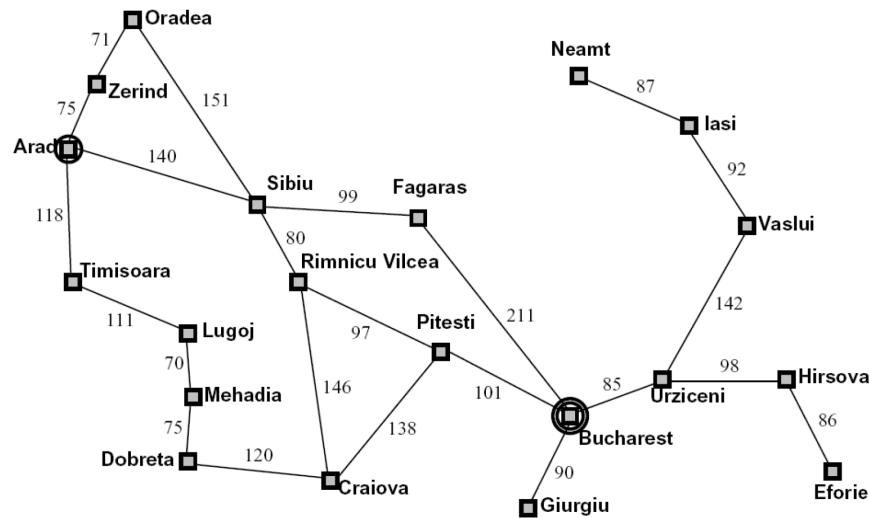 Oradea
71
Neamt
Zerind
87
151
75
Iasi
Arad
140
92
Sibiu
Fagaras
99
118
Vaslui
80
Timisoara
Rimnicu Vilcea
111
142
Lugoj
97
Pitesti
211
70
98
Hirsova
Mehadia
146
101
85
Urziceni
75
138
86
Bucharest
Dobreta
120
90
Craiova
Eforie
Giurgiu